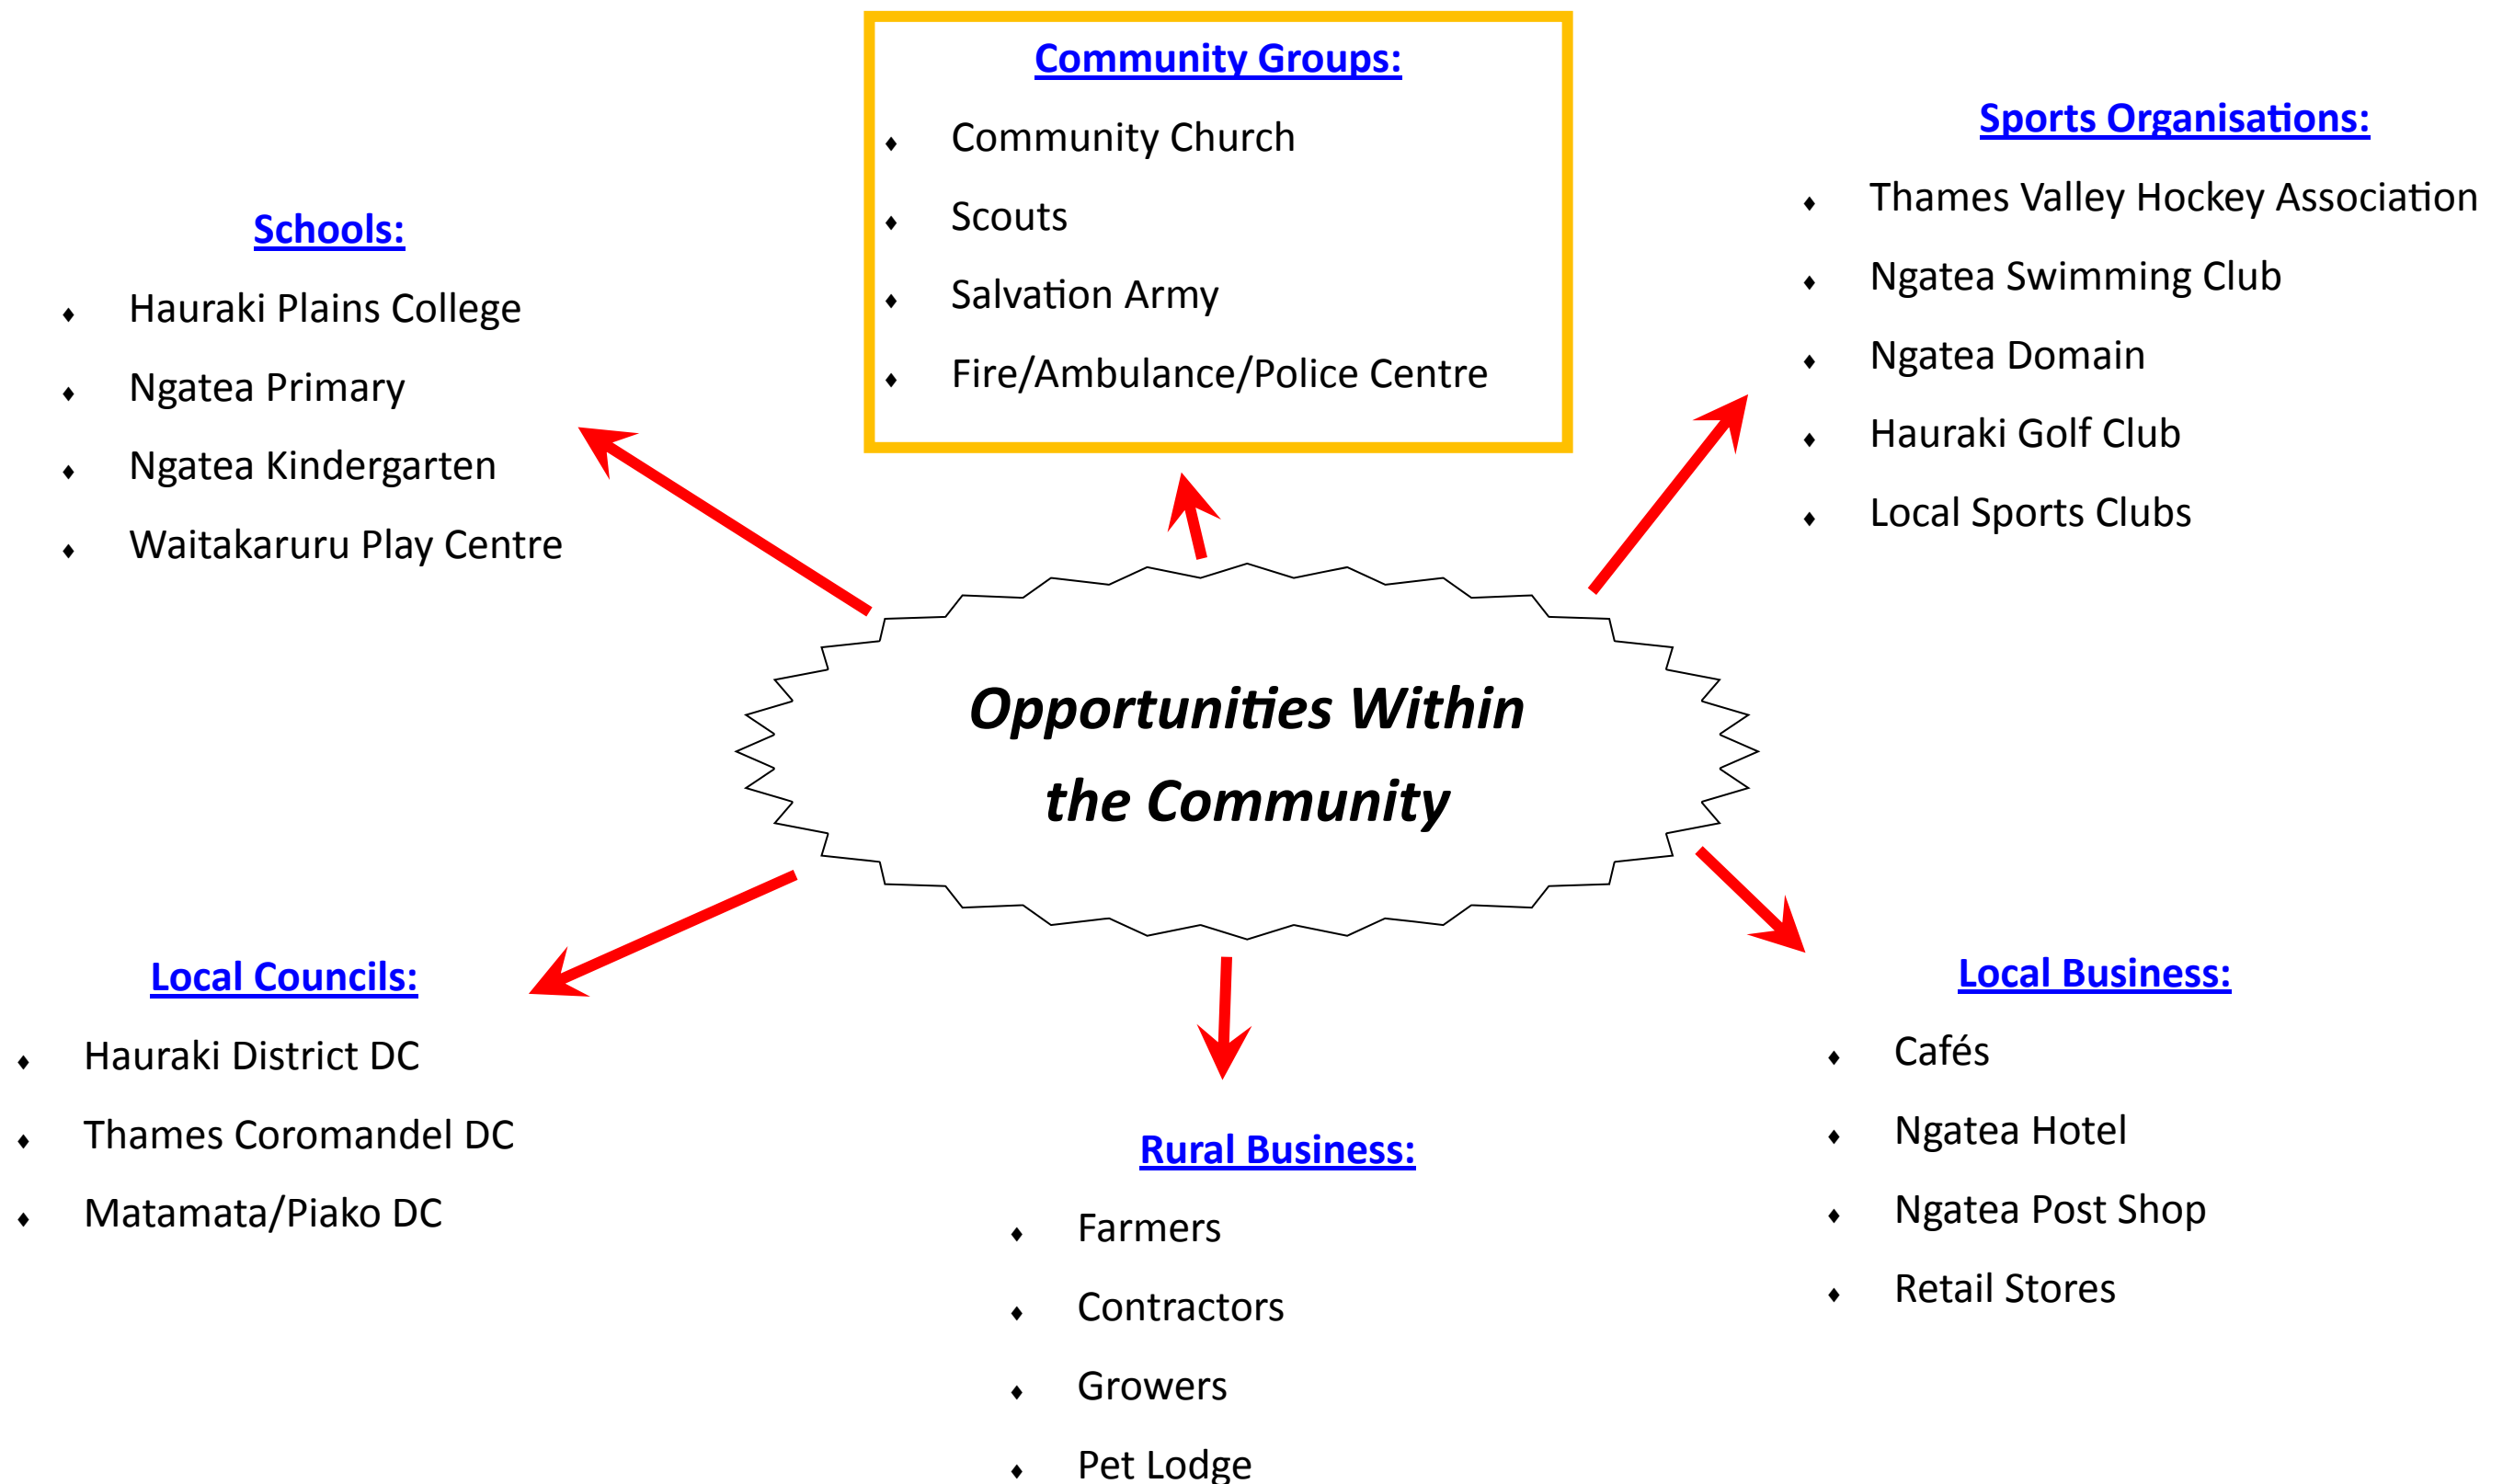 Community Groups:
Community Church
Scouts
Salvation Army
Fire/Ambulance/Police Centre
Sports Organisations:
Thames Valley Hockey Association
Ngatea Swimming Club
Ngatea Domain
Hauraki Golf Club
Local Sports Clubs
Schools:
Hauraki Plains College
Ngatea Primary
Ngatea Kindergarten
Waitakaruru Play Centre
Opportunities Within
the Community
Local Councils:
Hauraki District DC
Thames Coromandel DC
Matamata/Piako DC
Rural Business:
Farmers
Contractors
Growers
Pet Lodge
Local Business:
Cafés
Ngatea Hotel
Ngatea Post Shop
Retail Stores